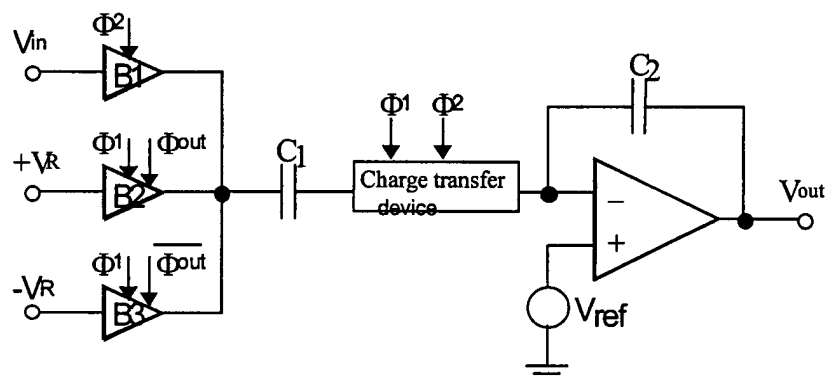 Φ2
Vin
B1
Φ1 Φout
+VR
B2
Φ1 Φout
-VR
B3
C1
Φ1 Φ2
Charge transfer
device
C2
−
+
Vout
Vref